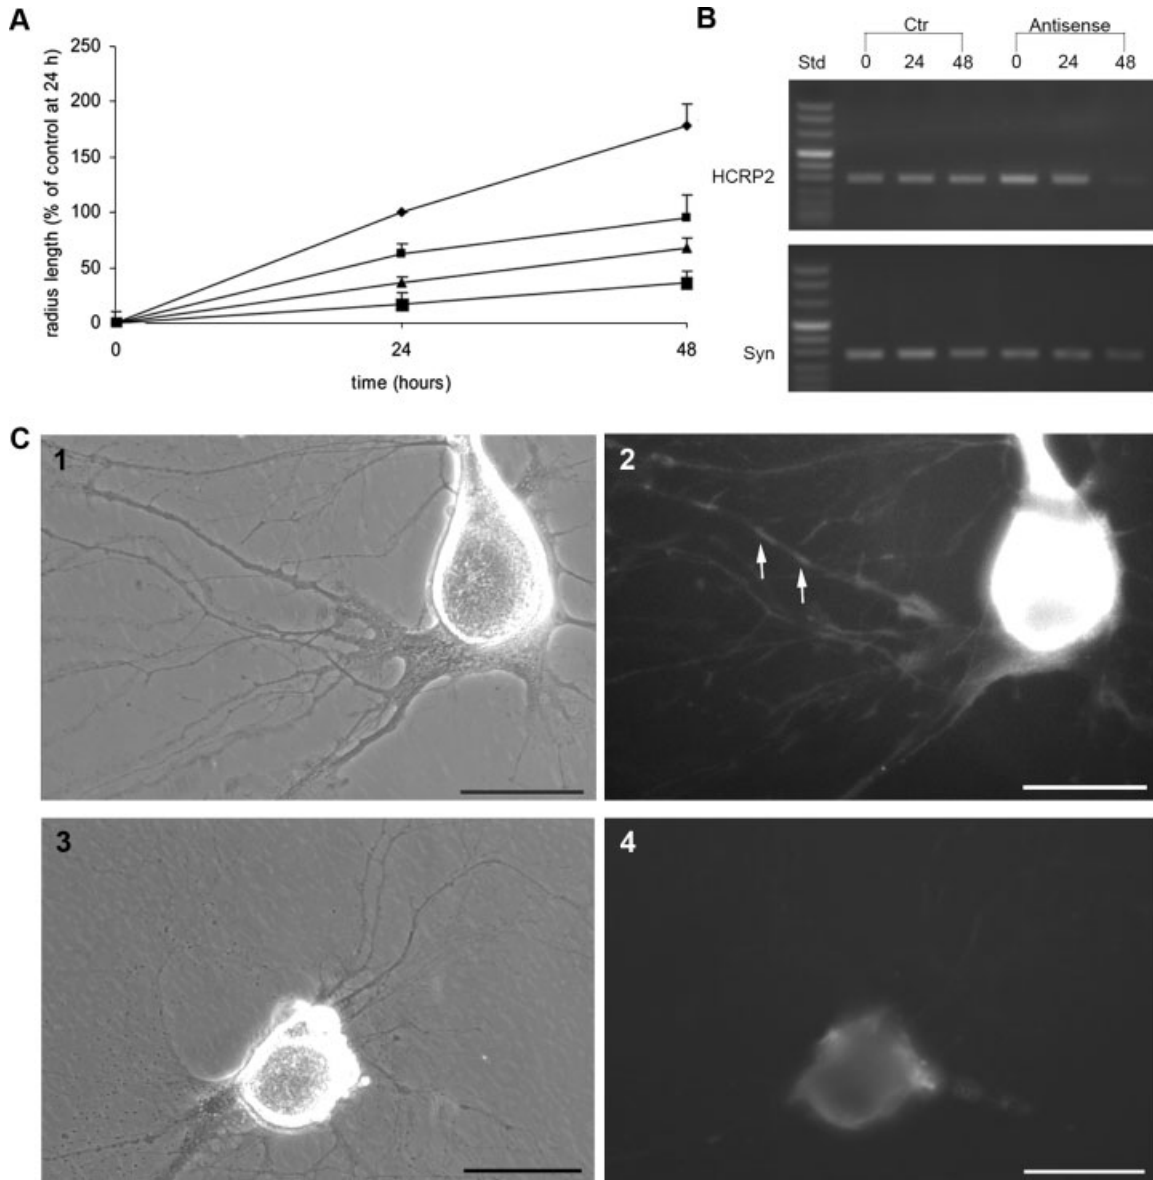 A
radius length (% of control at 24 h)
250
200
150
100
50
0
0 24 48
time (hours)
B
Ctr Antisense
Std 0 24 48 0 24 48
HCRP2
Syn
C
1
2
3
4